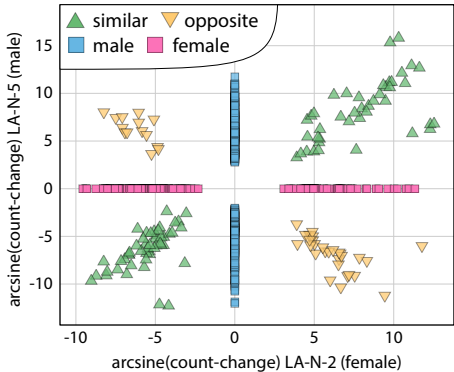 similar opposite
male female
arcsine(count-change) LA-N-5 (male)
15
10
5
0
-5
-10
-10 -5 0 5 10
arcsine(count-change) LA-N-2 (female)